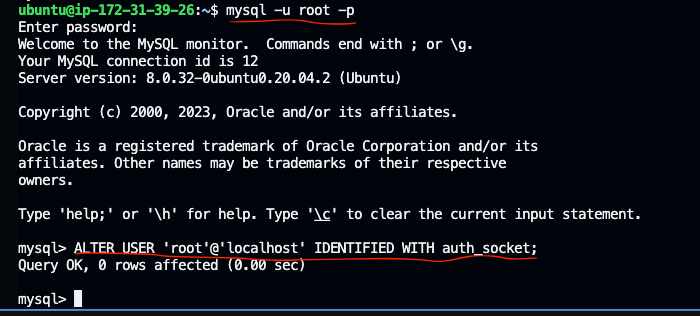 ubuntu@ip-172-31-39-26:~$ mysql -u root -p
Enter password:
Welcome to the MySQL monitor.  Commands end with ; or \g.
Your MySQL connection id is 12
Server version: 8.0.32-0ubuntu0.20.04.2 (Ubuntu)
Copyright (c) 2000, 2023, Oracle and/or its affiliates.
Oracle is a registered trademark of Oracle Corporation and/or its
affiliates. Other names may be trademarks of their respective
owners.
Type 'help;' or '\h' for help. Type '\c' to clear the current input statement.
mysql> ALTER USER 'root'@'localhost' IDENTIFIED WITH auth_socket;
Query OK, 0 rows affected (0.00 sec)
mysql>